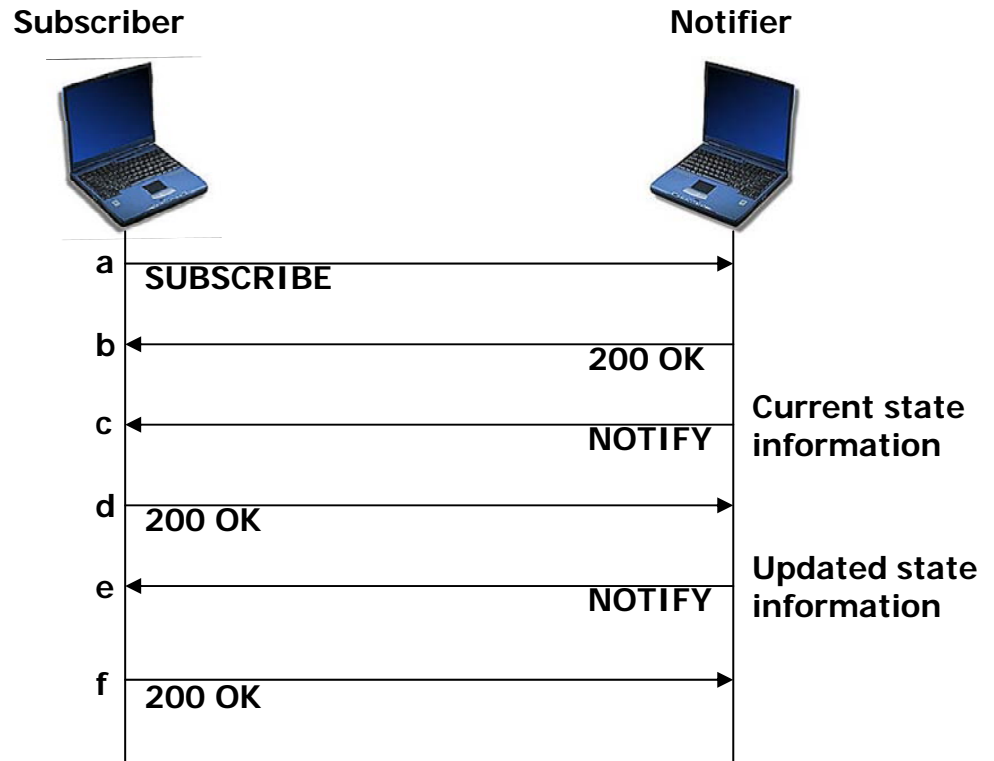 Subscriber
Notifier
a
SUBSCRIBE
b
200 OK
c
NOTIFY
Current state
information
d
200 OK
e
NOTIFY
Updated state
information
f
200 OK